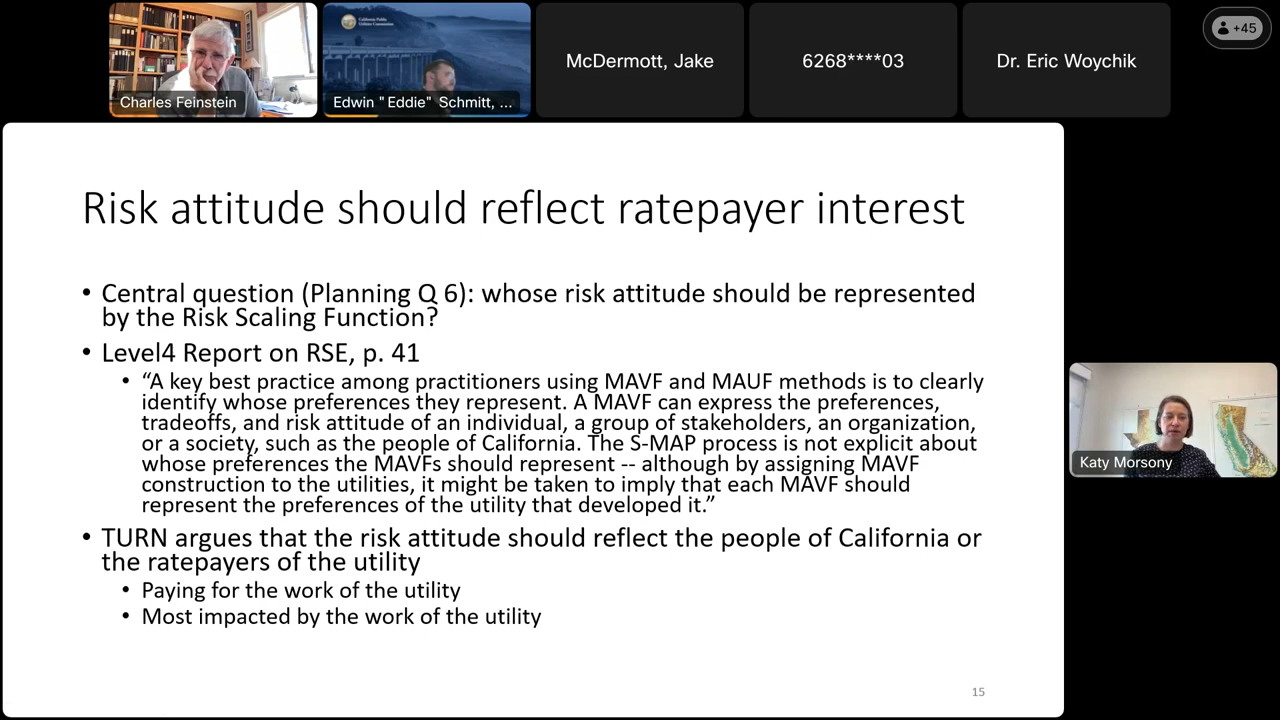 California Public
Utilities Commission
Charles Feinstein
Edwin "Eddie" Schmitt, ...
McDermott, Jake
6268****03
Dr. Eric Woychik
+45
Risk attitude should reflect ratepayer interest
• Central question (Planning Q 6): whose risk attitude should be represented
by the Risk Scaling Function?
• Level4 Report on RSE, p. 41
• “A key best practice among practitioners using MAVF and MAUF methods is to clearly
identify whose preferences they represent. A MAVF can express the preferences,
tradeoffs, and risk attitude of an individual, a group of stakeholders, an organization,
or a society, such as the people of California. The S-MAP process is not explicit about
whose preferences the MAVFs should represent -- although by assigning MAVF
construction to the utilities, it might be taken to imply that each MAVF should
represent the preferences of the utility that developed it.”
• TURN argues that the risk attitude should reflect the people of California or
the ratepayers of the utility
• Paying for the work of the utility
• Most impacted by the work of the utility
15
Katy Morsony